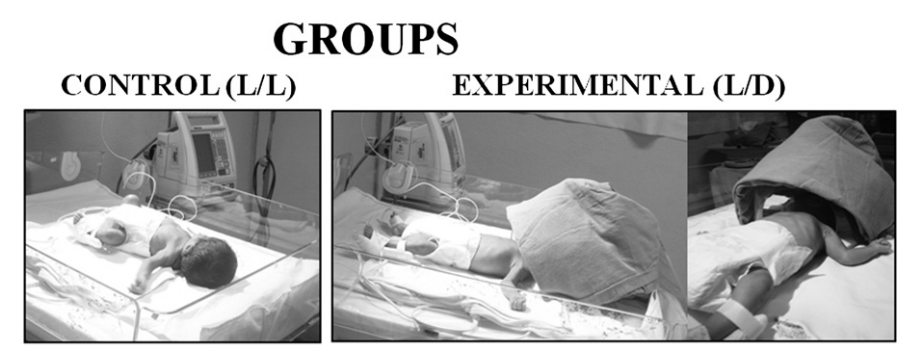 GROUPS
CONTROL (L/L)
EXPERIMENTAL (L/D)